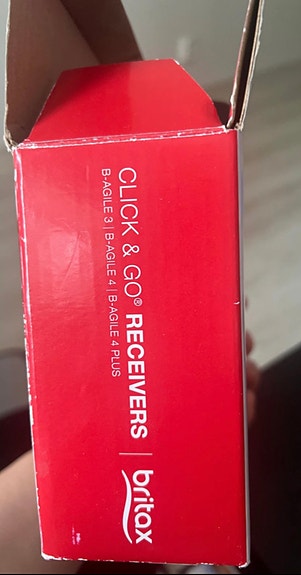 CLICK & GO® RECEIVERS | britax
B-AGILE 3 | B-AGILE 4 | B-AGILE 4 PLUS